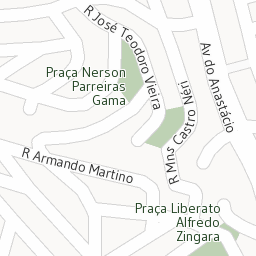 R José Teodoro Vieira
Praça Nerson
Parreiras
Gama
Av do Anastácio
R Mns Castro Neri
R Armando Martino
Praça Liberato
Alfredo
Zingara